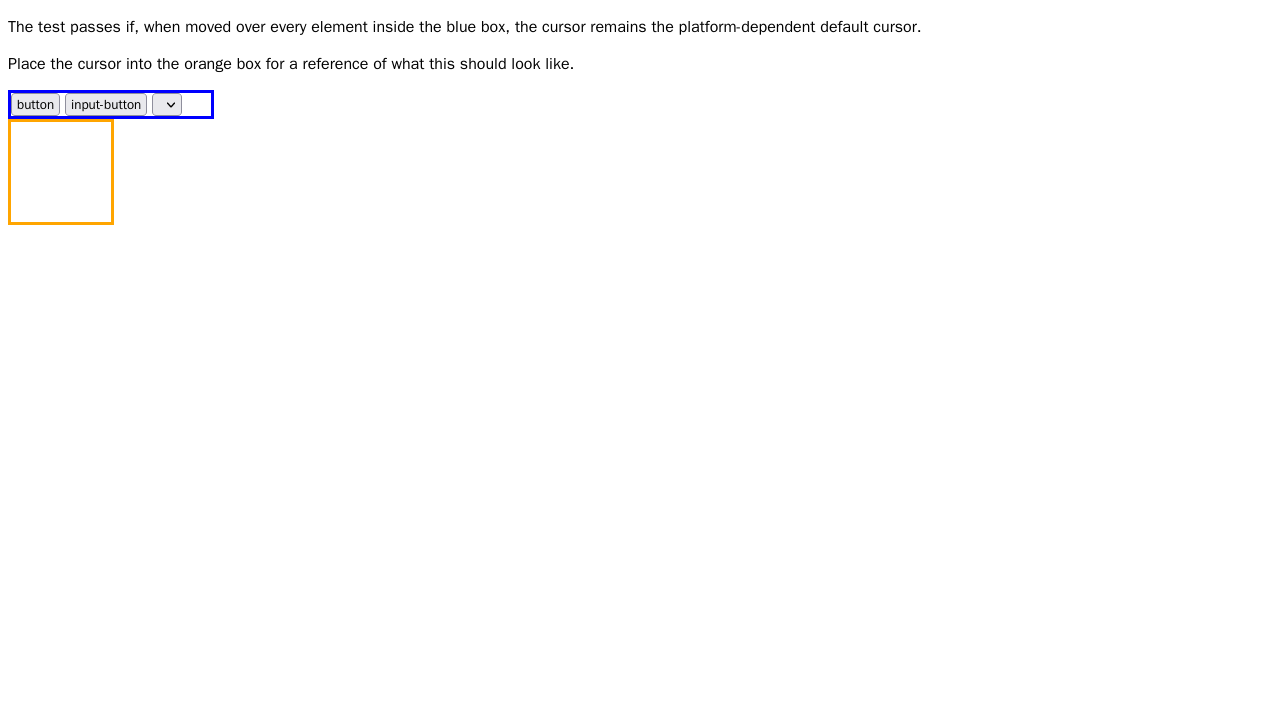 The test passes if, when moved over every element inside the blue box, the cursor remains the platform-dependent default cursor.
Place the cursor into the orange box for a reference of what this should look like.
button input-button